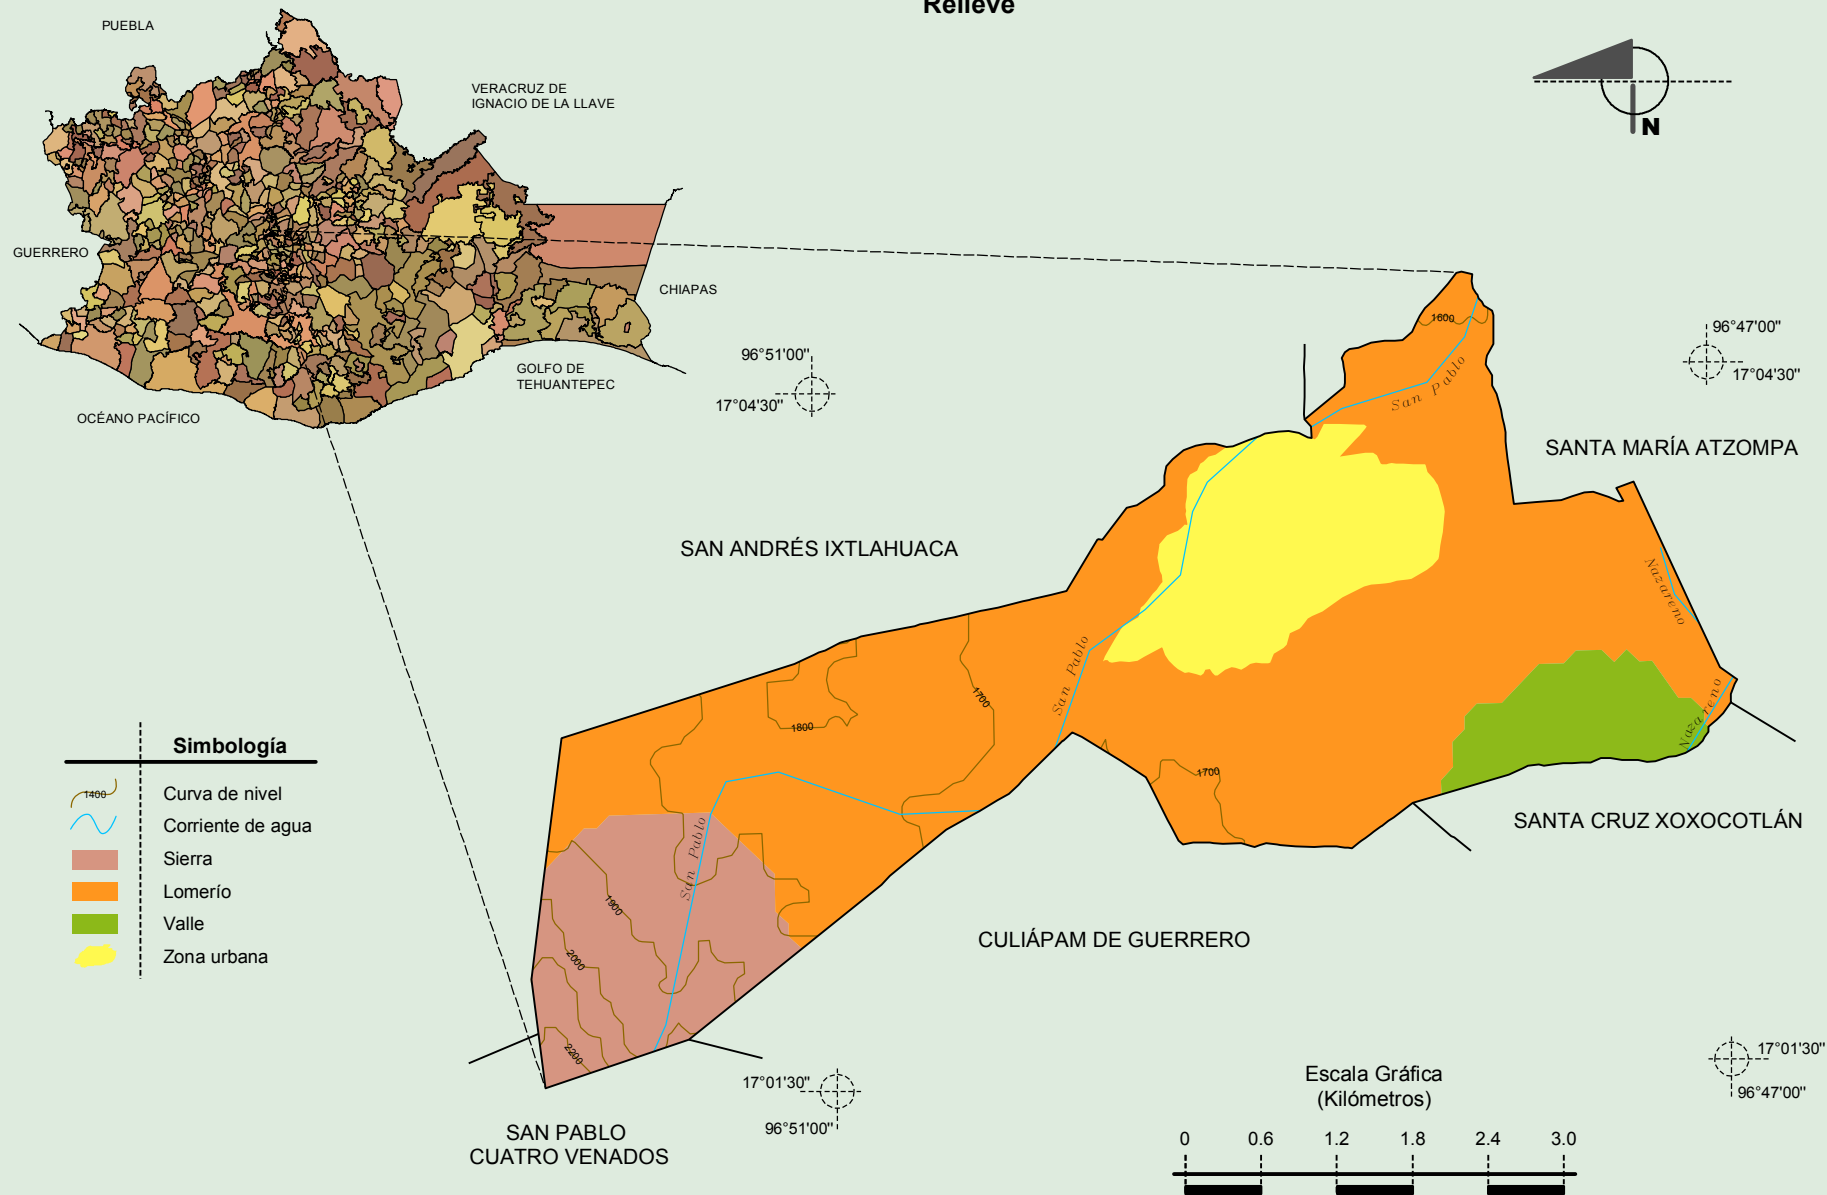 Relieve
PUEBLA
VERACRUZ DE
IGNACIO DE LA LLAVE
GUERRERO
CHIAPAS
GOLFO DE
TEHUANTEPEC
OCÉANO PACÍFICO
N
96°51'00"
17°04'30"
96°47'00"
17°04'30"
1600
San Pablo
SANTA MARÍA ATZOMPA
SAN ANDRÉS IXTLAHUACA
Nazareno
San Pablo
1700
1800
Nazareno
1700
SANTA CRUZ XOXOCOTLÁN
San Pablo
1900
2000
2200
CULIÁPAM DE GUERRERO
Simbología
1400
Curva de nivel
Corriente de agua
Sierra
Lomerío
Valle
Zona urbana
17°01'30"
96°51'00"
17°01'30"
96°47'00"
SAN PABLO
CUATRO VENADOS
Escala Gráfica
(Kilómetros)
0 0.6 1.2 1.8 2.4 3.0